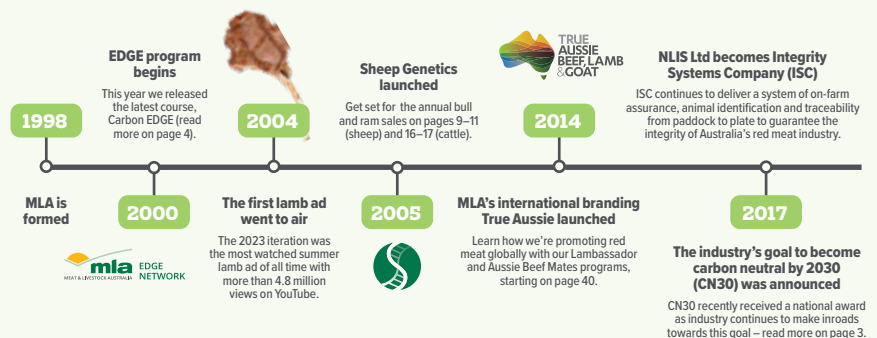 EDGE program
begins
This year we released
the latest course,
Carbon EDGE (read
more on page 4).
Sheep Genetics
launched
Get set for the annual bull
and ram sales on pages 9–11
(sheep) and 16–17 (cattle).
TRUE
AUSSIE
BEEF, LAMB
& GOAT
NLIS Ltd becomes Integrity
Systems Company (ISC)
ISC continues to deliver a system of on-farm
assurance, animal identification and traceability
from paddock to plate to guarantee the
integrity of Australia's red meat industry.
1998
2004
2014
MLA is
formed
2000
mla
MEAT & LIVESTOCK AUSTRALIA
EDGE
NETWORK
The first lamb ad
went to air
The 2023 iteration was
the most watched summer
lamb ad of all time with
more than 4.8 million
views on YouTube.
2005
MLA's international branding
True Aussie launched
Learn how we're promoting red
meat globally with our Lambassador
and Aussie Beef Mates programs,
starting on page 40.
2017
The industry's goal to become
carbon neutral by 2030
(CN30) was announced
CN30 recently received a national award
as industry continues to make inroads
towards this goal – read more on page 3.